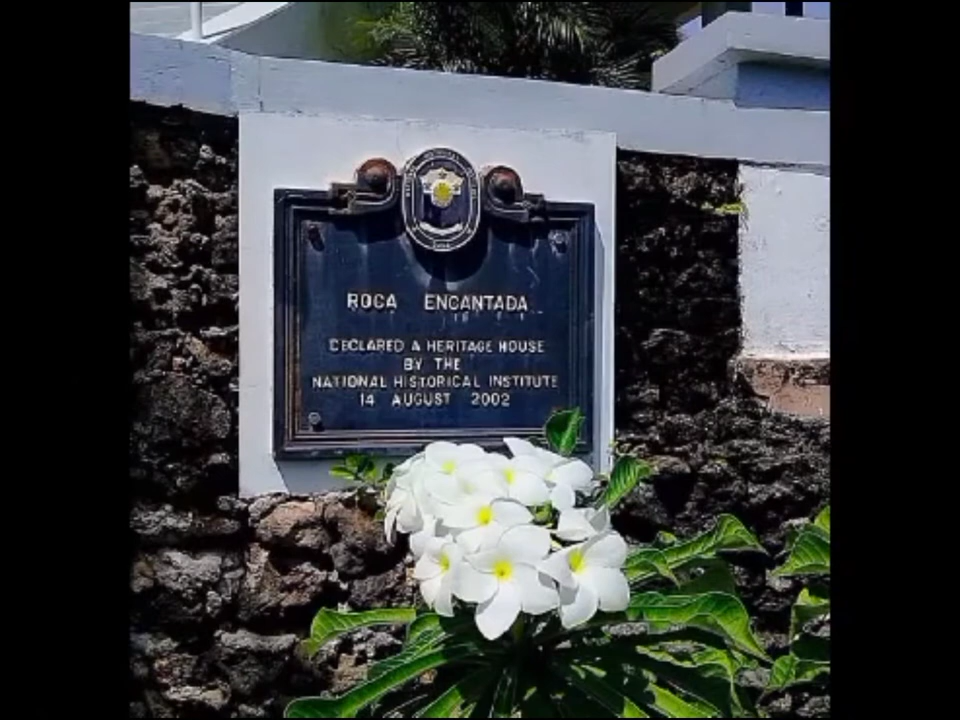 ROCA ENCANTADA
DECLARED A HERITAGE HOUSE
BY THE
NATIONAL HISTORICAL INSTITUTE
14 AUGUST 2002